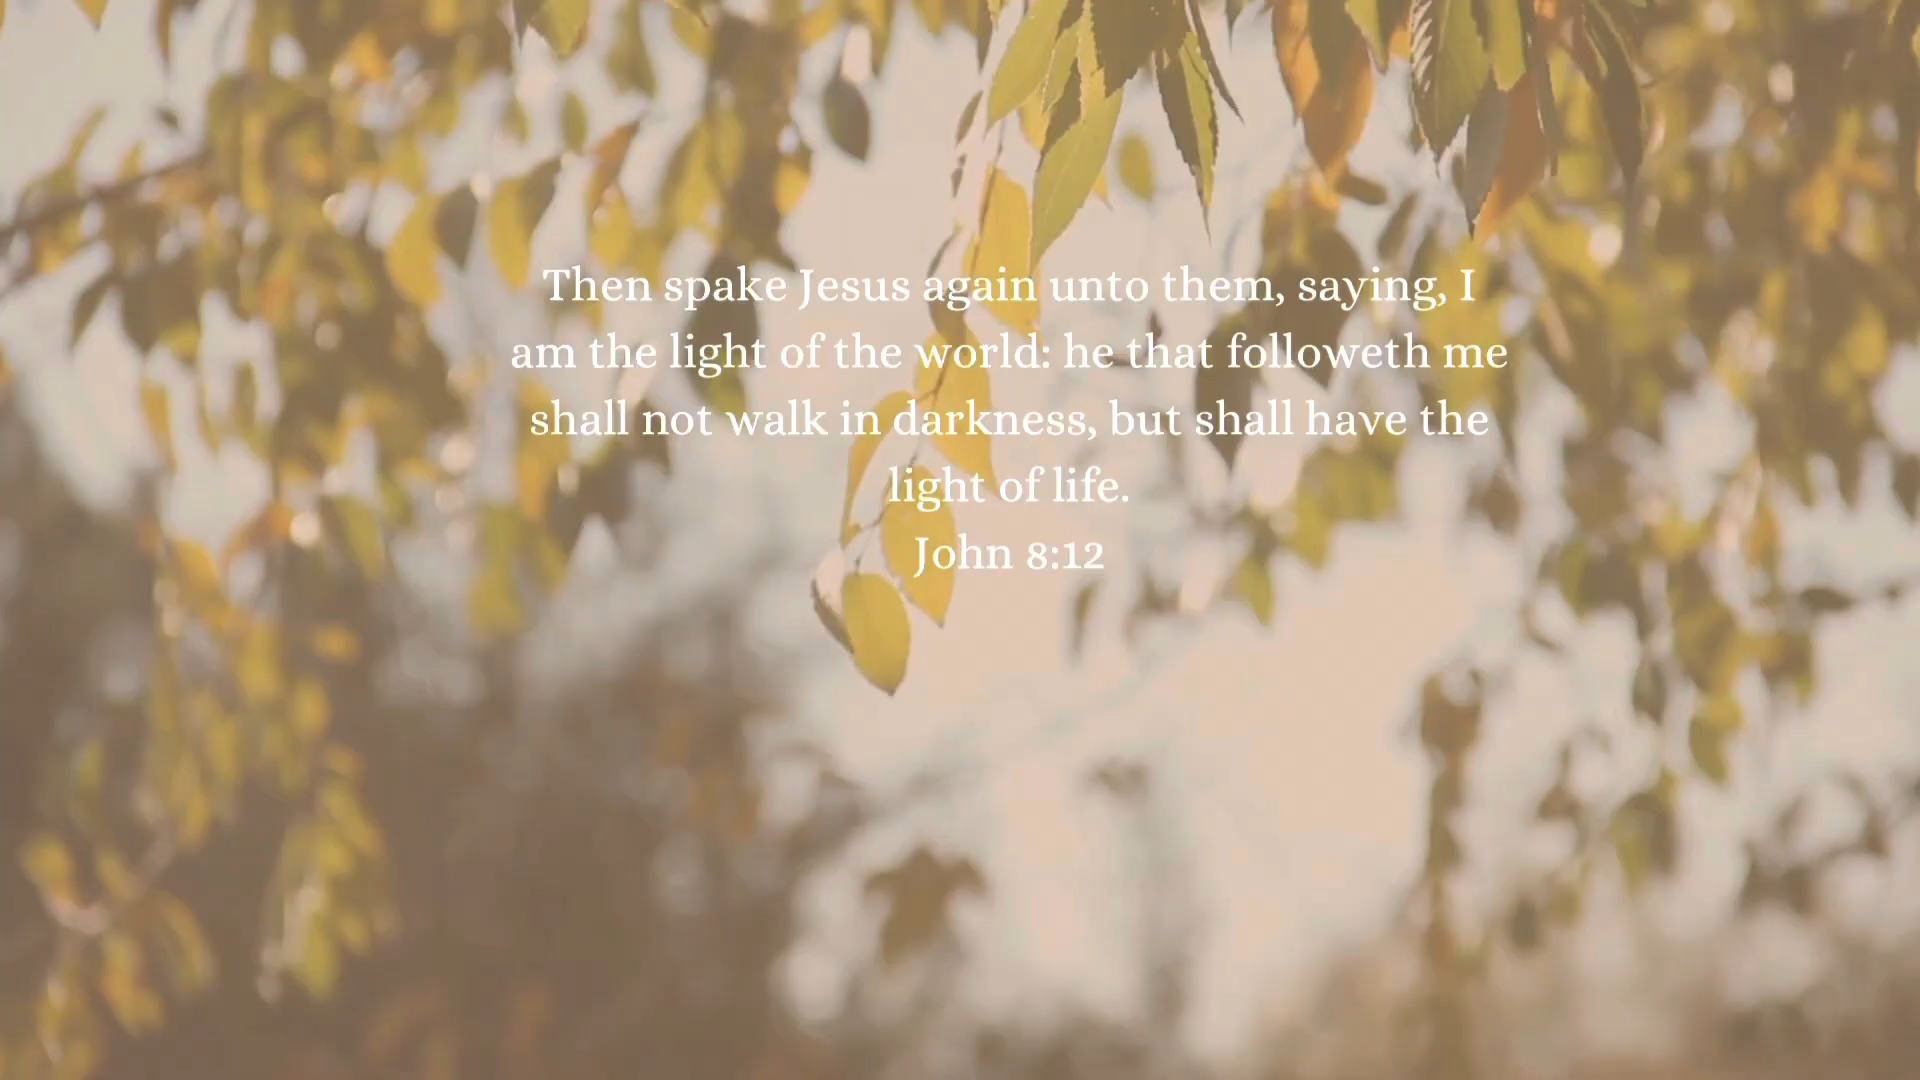 Then spake Jesus again unto them, saying, I
am the light of the world: he that followeth me
shall not walk in darkness, but shall have the
light of life.
John 8:12